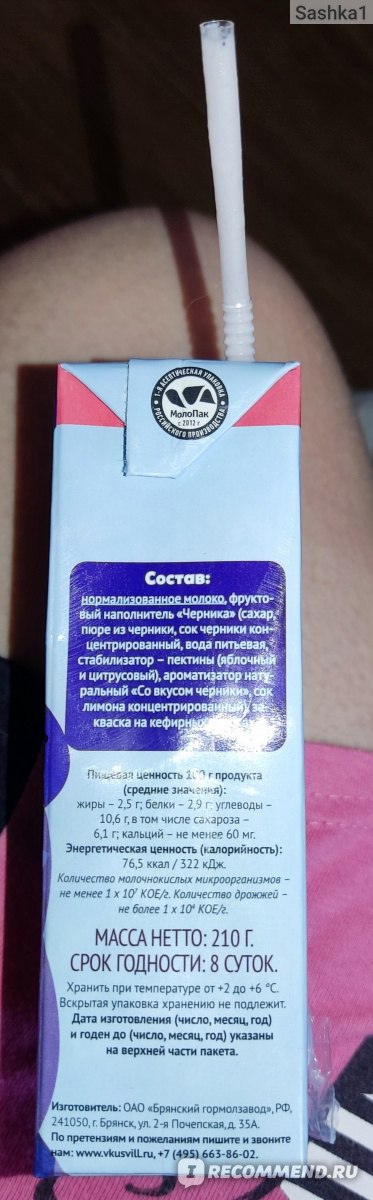 Sashka1
1-Я АСЕПТИЧЕСКАЯ УПАКОВКА
РОССИЙСКОГО ПРОИЗВОДСТВА
МолоПак
с 2012 г
Состав:
нормализованное молоко, фрукто-
вый наполнитель «Черника» (сахар,
пюре из черники, сок черники кон-
центрированный, вода питьевая,
стабилизатор – пектины (яблочный
и цитрусовый), ароматизатор нату-
ральный «Со вкусом черники», сок
лимона концентрированный), за-
кваска на кефирных
Пищевая ценность 100 г продукта
(средние значения):
жиры – 2,5 г; белки – 2,9 г; углеводы –
10,6 г, в том числе сахароза –
6,1 г; кальций – не менее 60 мг.
Энергетическая ценность (калорийность):
76,5 ккал / 322 кДж.
Количество молочнокислых микроорганизмов –
не менее 1 х 10⁷ КОЕ/г. Количество дрожжей –
не более 1 х 10⁴ КОЕ/г.
МАССА НЕТТО: 210 Г.
СРОК ГОДНОСТИ: 8 СУТОК.
Хранить при температуре от +2 до +6 °С.
Вскрытая упаковка хранению не подлежит.
Дата изготовления (число, месяц, год)
и годен до (число, месяц, год) указаны
на верхней части пакета.
Изготовитель: ОАО «Брянский гормолзавод», РФ,
241050, г. Брянск, ул. 2-я Почепская, д. 35А.
По претензиям и пожеланиям пишите и звоните
нам: www.vkusvill.ru, +7 (495) 663-86-02.
IRECOMMEND.RU